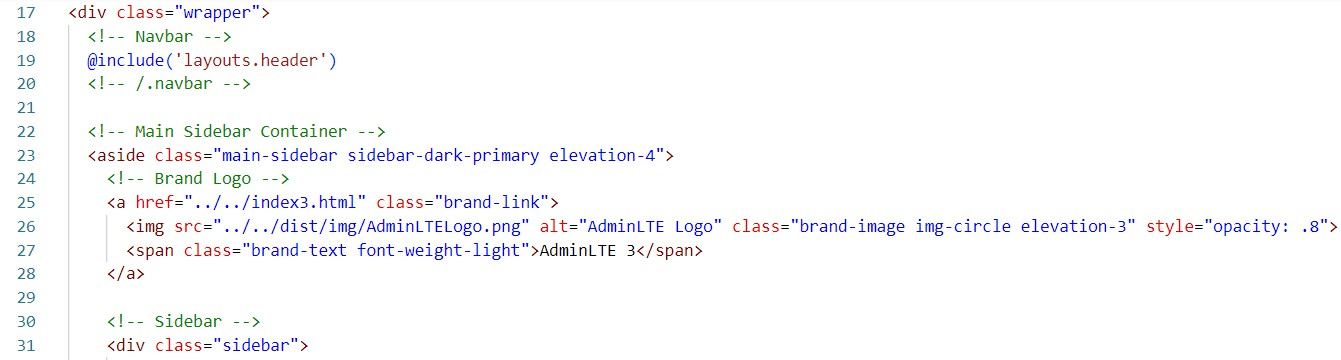 17 <div class="wrapper">
18 <!-- Navbar -->
19 @include('layouts.header')
20 <!-- /.navbar -->
21
22 <!-- Main Sidebar Container -->
23 <aside class="main-sidebar sidebar-dark-primary elevation-4">
24 <!-- Brand Logo -->
25 <a href="../../index3.html" class="brand-link">
26 <img src="../../dist/img/AdminLTELogo.png" alt="AdminLTE Logo" class="brand-image img-circle elevation-3" style="opacity: .8">
27 <span class="brand-text font-weight-light">AdminLTE 3</span>
28 </a>
29
30 <!-- Sidebar -->
31 <div class="sidebar">